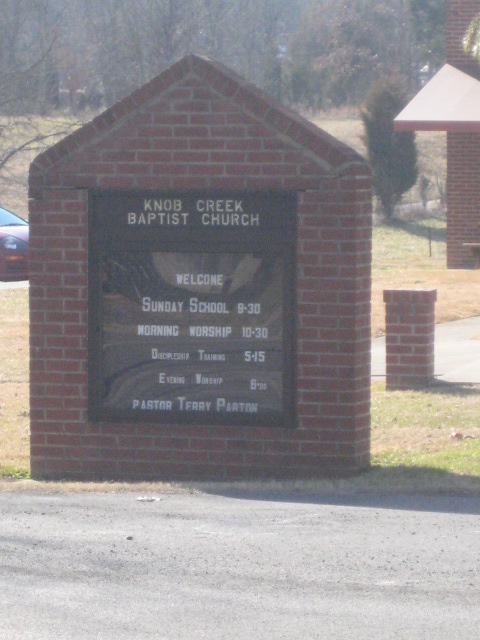 KNOB CREEK
BAPTIST CHURCH
WELCOME
SUNDAY SCHOOL 9-30
MORNING WORSHIP 10-30
DISCIPLESHIP TRAINING 5-15
EVENING WORSHIP 6-00
PASTOR TERRY PARTON